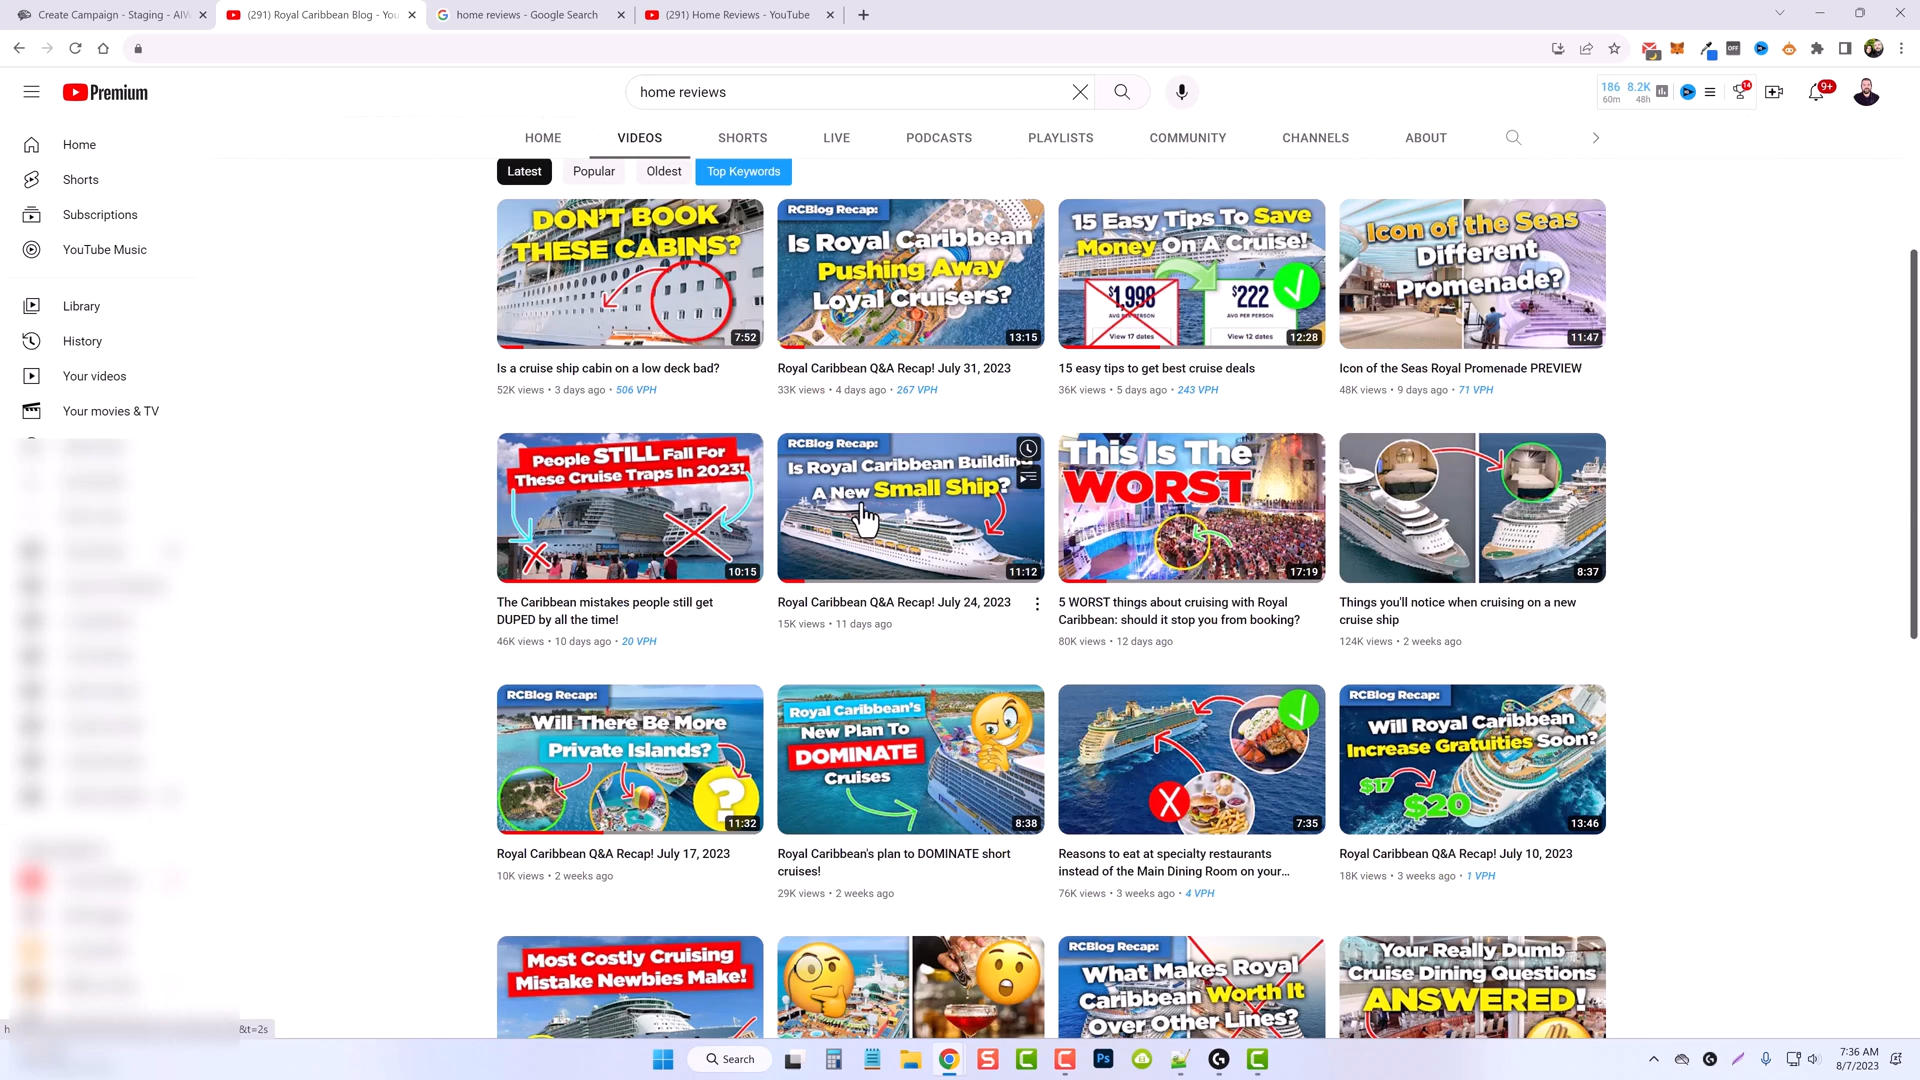 Create Campaign - Staging - AIW
(291) Royal Caribbean Blog - You
home reviews - Google Search
(291) Home Reviews - YouTube
Premium
home reviews
186 8.2K
60m 48h
14
9+
Home
Shorts
Subscriptions
YouTube Music
Library
History
Your videos
Your movies & TV
HOME VIDEOS SHORTS LIVE PODCASTS PLAYLISTS COMMUNITY CHANNELS ABOUT
Latest Popular Oldest Top Keywords
DON'T BOOK
THESE CABINS?
7:52
Is a cruise ship cabin on a low deck bad?
52K views • 3 days ago • 506 VPH
RCBlog Recap:
Is Royal Caribbean
Pushing Away
Loyal Cruisers?
13:15
Royal Caribbean Q&A Recap! July 31, 2023
33K views • 4 days ago • 267 VPH
15 Easy Tips To Save
Money On A Cruise!
$1,998
AVG PER PERSON
View 17 dates
$222
AVG PER PERSON
View 12 dates
12:28
15 easy tips to get best cruise deals
36K views • 5 days ago • 243 VPH
Icon of the Seas
Different
Promenade?
11:47
Icon of the Seas Royal Promenade PREVIEW
48K views • 9 days ago • 71 VPH
People STILL Fall For
These Cruise Traps In 2023!
10:15
The Caribbean mistakes people still get
DUPED by all the time!
46K views • 10 days ago • 20 VPH
RCBlog Recap:
Is Royal Caribbean Building
A New Small Ship?
11:12
Royal Caribbean Q&A Recap! July 24, 2023
15K views • 11 days ago
This Is The
WORST
17:19
5 WORST things about cruising with Royal
Caribbean: should it stop you from booking?
80K views • 12 days ago
8:37
Things you'll notice when cruising on a new
cruise ship
124K views • 2 weeks ago
RCBlog Recap:
Will There Be More
Private Islands?
?
11:32
Royal Caribbean Q&A Recap! July 17, 2023
10K views • 2 weeks ago
Royal Caribbean's
New Plan To
DOMINATE
Cruises
8:38
Royal Caribbean's plan to DOMINATE short
cruises!
29K views • 2 weeks ago
X
7:35
Reasons to eat at specialty restaurants
instead of the Main Dining Room on your...
76K views • 3 weeks ago • 4 VPH
RCBlog Recap:
Will Royal Caribbean
Increase Gratuities Soon?
$17
$20
13:46
Royal Caribbean Q&A Recap! July 10, 2023
18K views • 3 weeks ago • 1 VPH
Most Costly Cruising
Mistake Newbies Make!
RCBlog Recap:
What Makes Royal
Caribbean Worth It
Over Other Lines?
Your Really Dumb
Cruise Dining Questions
ANSWERED!
&t=2s
Search
Ps
7:36 AM
8/7/2023